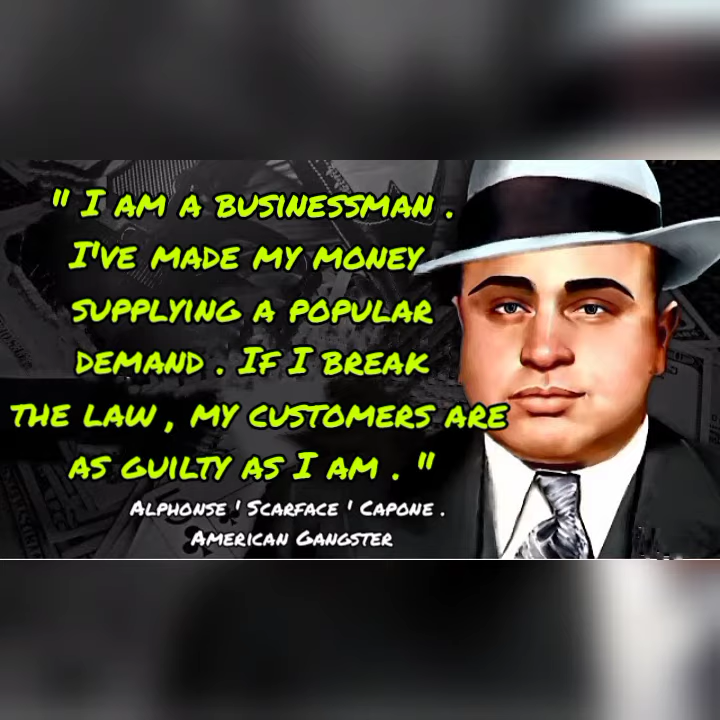 " I AM A BUSINESSMAN .
I'VE MADE MY MONEY
SUPPLYING A POPULAR
DEMAND . IF I BREAK
THE LAW , MY CUSTOMERS ARE
AS GUILTY AS I AM . "
ALPHONSE ' SCARFACE ' CAPONE .
AMERICAN GANGSTER